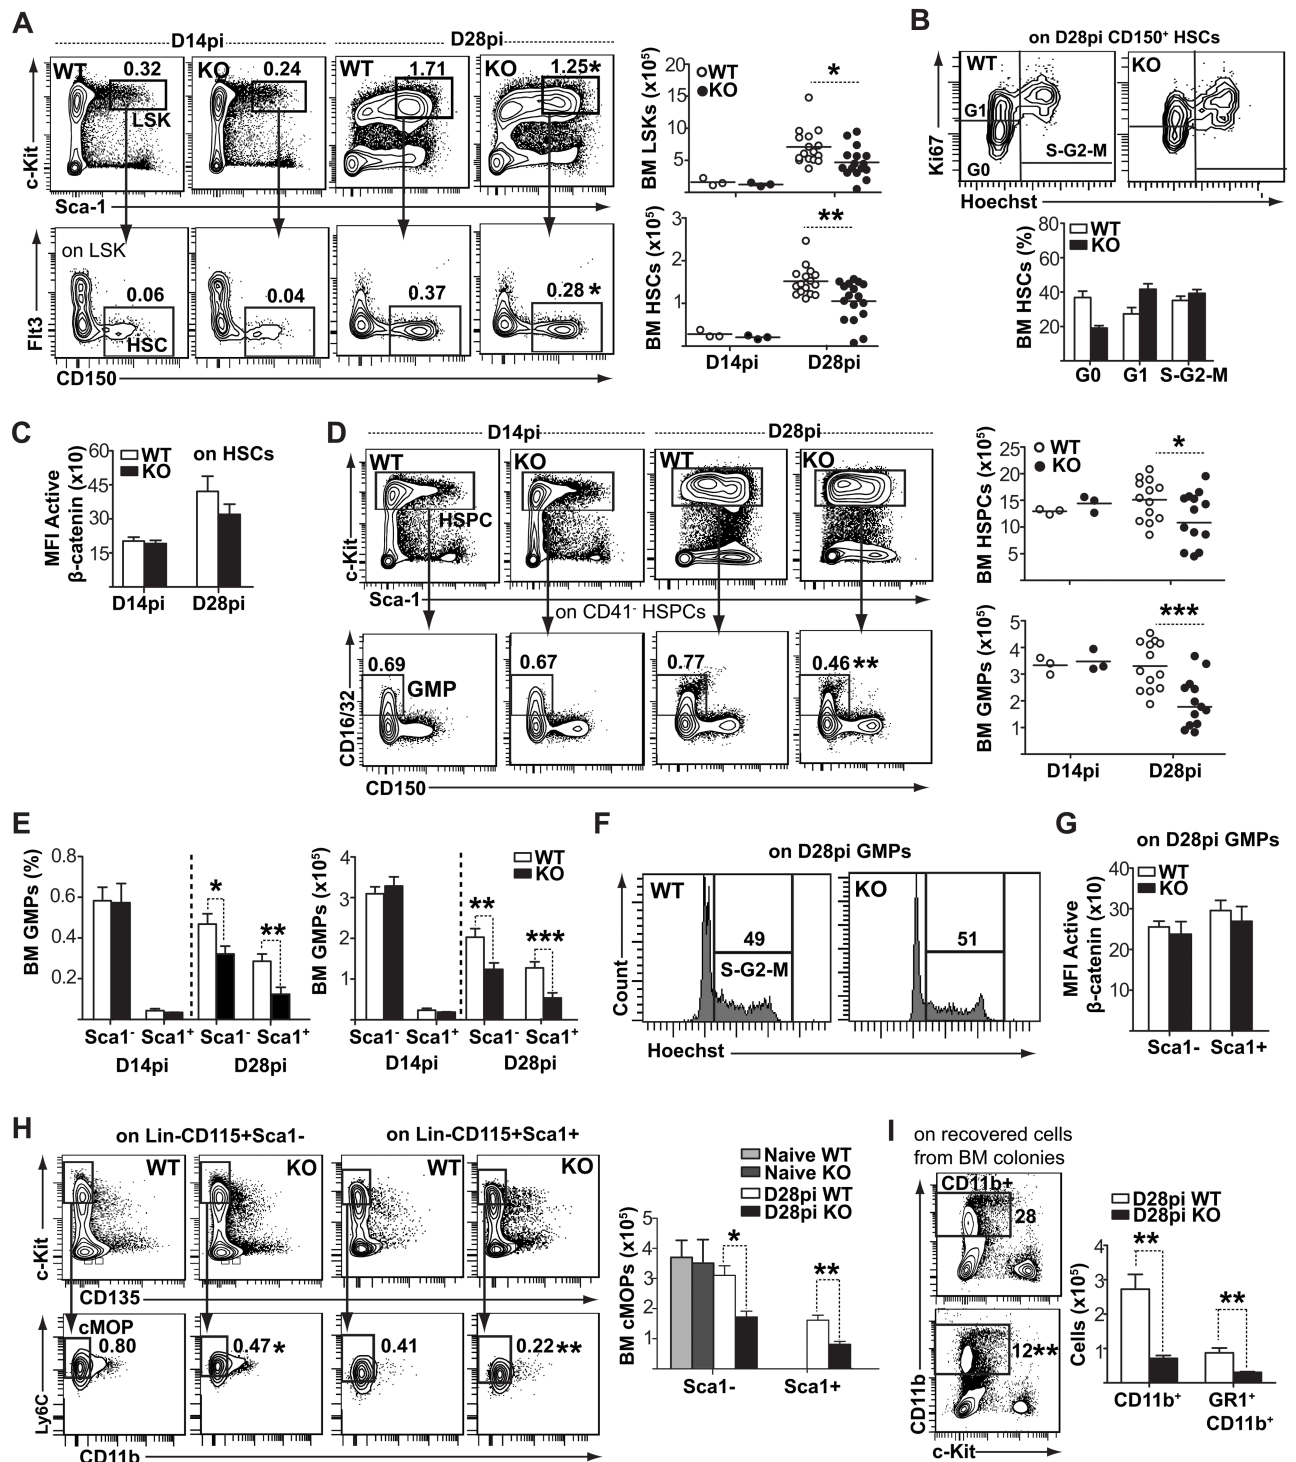 A
D14pi
D28pi
WT
0.32
KO
0.24
WT
1.71
KO
1.25*
LSK
c-Kit
Sca-1
on LSK
0.06
0.04
0.37
0.28 *
HSC
Flt3
CD150
BM LSKs (x10⁵)
20
15
10
5
WT
KO
*
BM HSCs (x10⁵)
3
2
1
**
D14pi
D28pi
B
on D28pi CD150⁺ HSCs
WT
KO
G1
G0
S-G2-M
Ki67
Hoechst
BM HSCs (%)
80
60
40
20
WT
KO
G0
G1
S-G2-M
C
MFI Active
β-catenin (x10)
60
45
30
15
WT
KO
on HSCs
D14pi
D28pi
D
D14pi
D28pi
WT
KO
WT
KO
HSPC
c-Kit
Sca-1
on CD41⁻ HSPCs
0.69
0.67
0.77
0.46 **
GMP
CD16/32
CD150
BM HSPCs (x10⁵)
25
20
15
10
5
WT
KO
*
BM GMPs (x10⁵)
5
4
3
2
1
***
D14pi
D28pi
E
BM GMPs (%)
0.8
0.6
0.4
0.2
*
**
Sca1⁻
Sca1⁺
Sca1⁻
Sca1⁺
D14pi
D28pi
BM GMPs (x10⁵)
4
3
2
1
WT
KO
**
***
Sca1⁻
Sca1⁺
Sca1⁻
Sca1⁺
D14pi
D28pi
F
on D28pi GMPs
WT
KO
49
S-G2-M
51
Count
Hoechst
G
on D28pi GMPs
MFI Active
β-catenin (x10)
40
30
20
10
WT
KO
Sca1-
Sca1+
H
on Lin-CD115+Sca1-
on Lin-CD115+Sca1+
WT
KO
WT
KO
c-Kit
CD135
cMOP
0.80
0.47*
0.41
0.22**
Ly6C
CD11b
Naive WT
Naive KO
D28pi WT
D28pi KO
BM cMOPs (x10⁵)
5
4
3
2
1
*
**
Sca1-
Sca1+
I
on recovered cells
from BM colonies
CD11b+
28
12**
CD11b
c-Kit
D28pi WT
D28pi KO
Cells (x10⁵)
4
3
2
1
**
**
CD11b⁺
GR1⁺
CD11b⁺